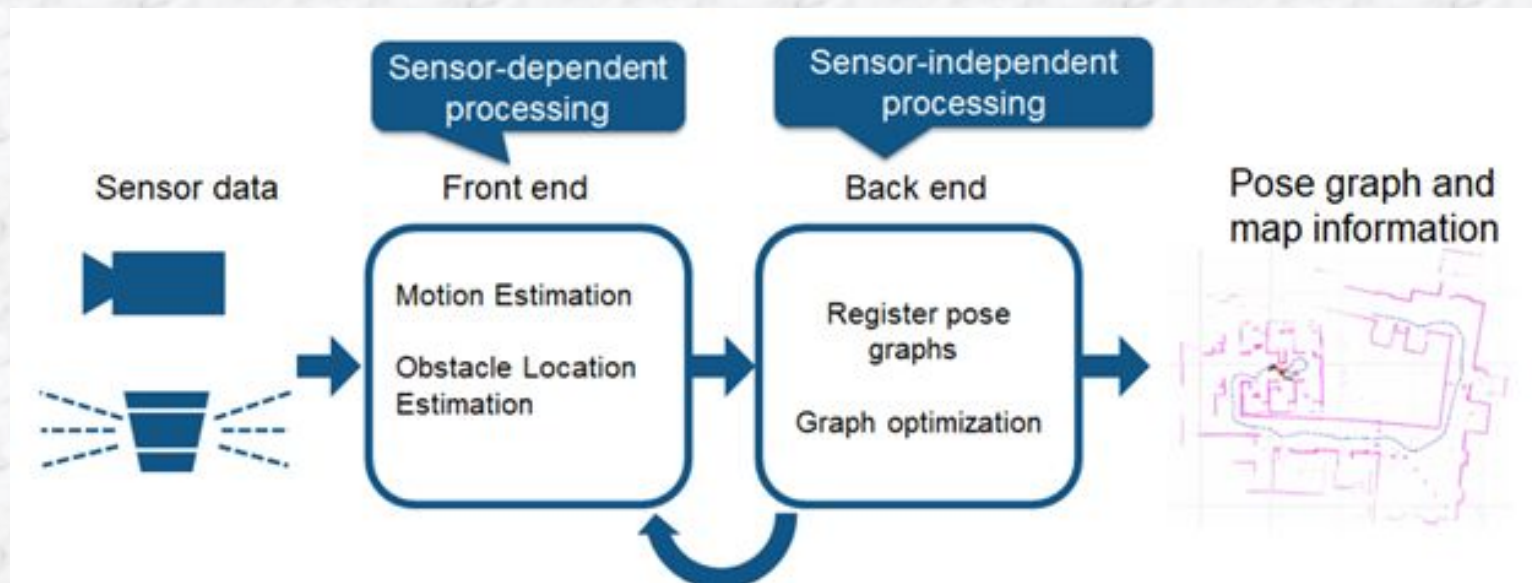 Sensor-dependent
processing
Sensor-independent
processing
Sensor data
Front end
Back end
Pose graph and
map information
Motion Estimation
Obstacle Location
Estimation
Register pose
graphs
Graph optimization